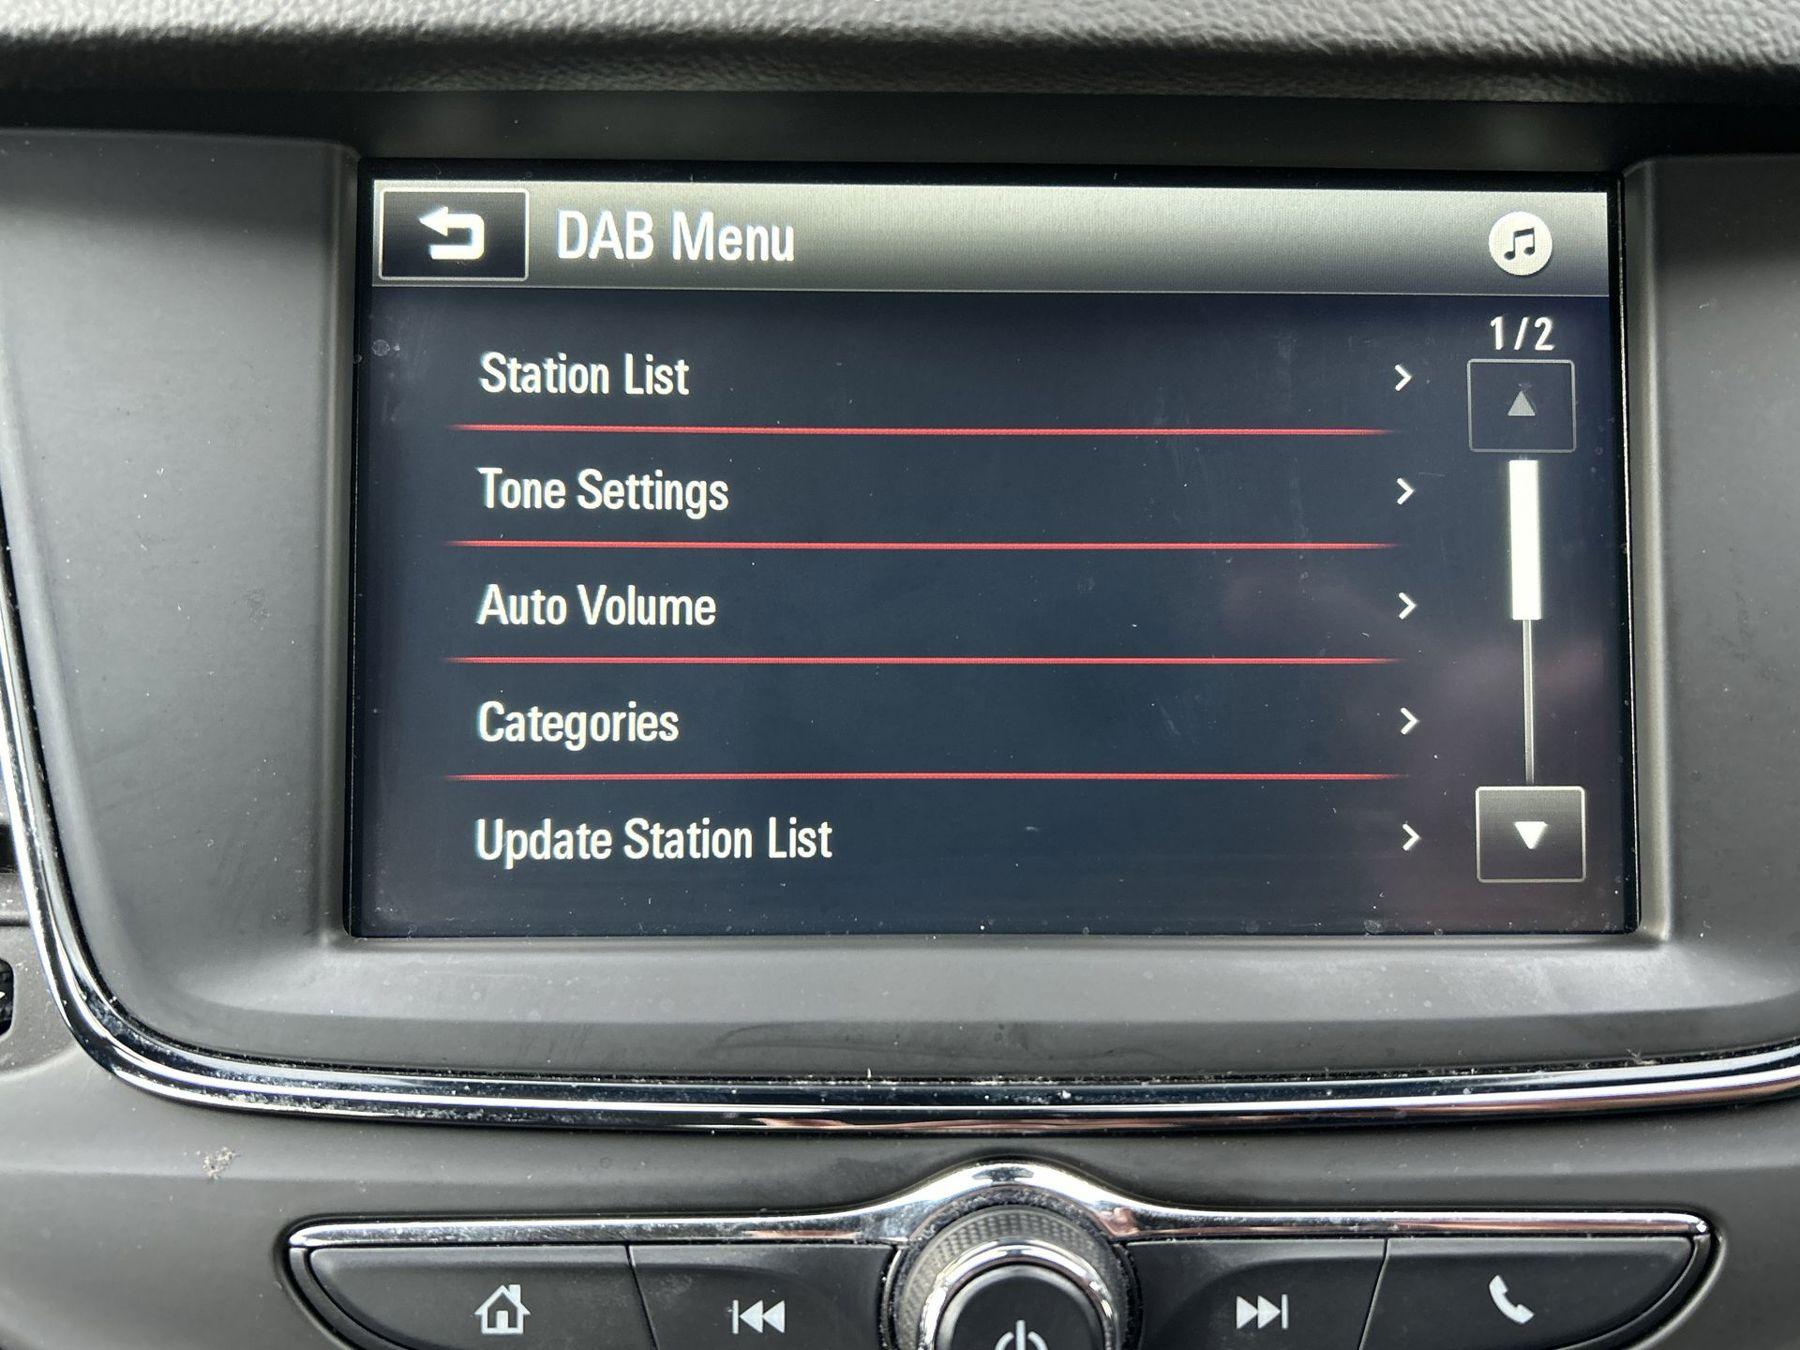 DAB Menu
1/2
Station List
Tone Settings
Auto Volume
Categories
Update Station List